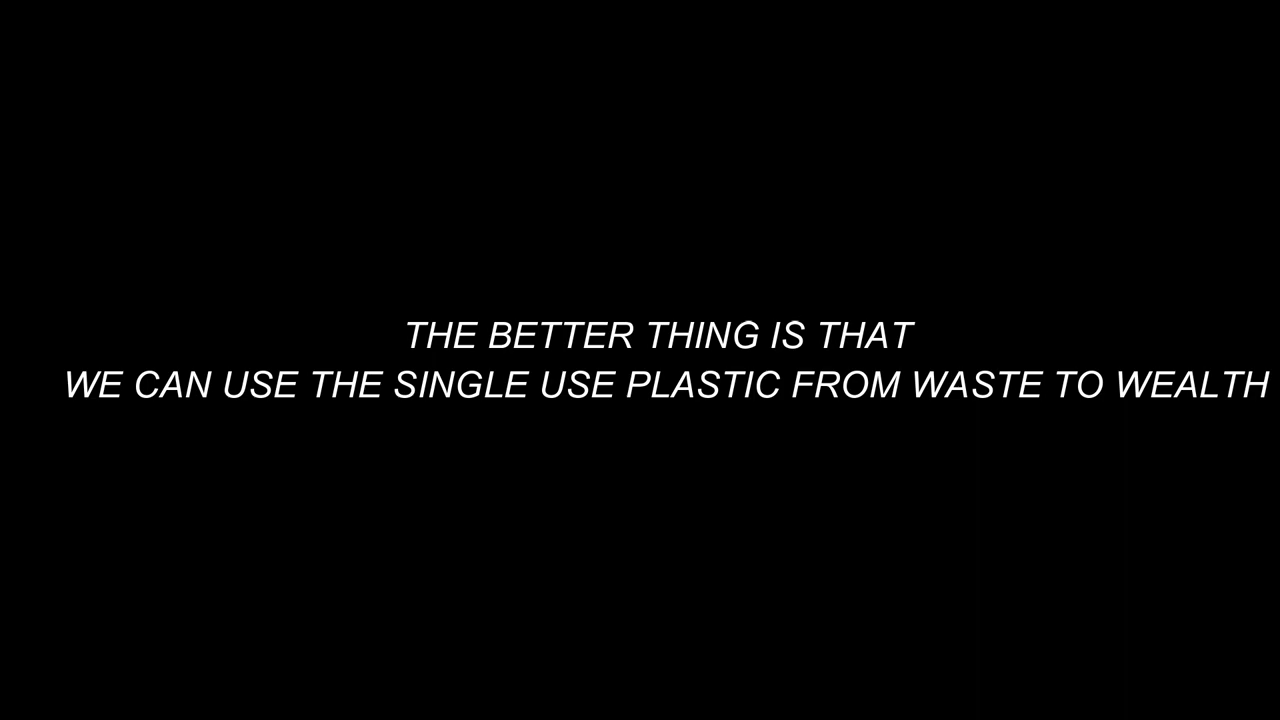 THE BETTER THING IS THAT
WE CAN USE THE SINGLE USE PLASTIC FROM WASTE TO WEALTH